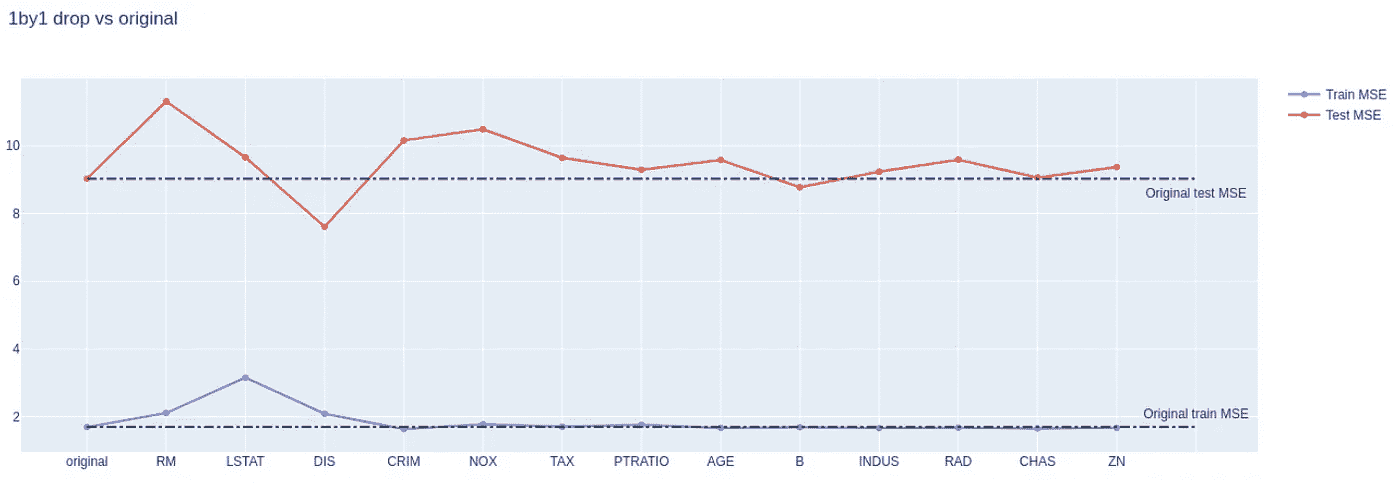 1by1 drop vs original
Train MSE
Test MSE
10
8
6
4
2
Original test MSE
Original train MSE
original RM LSTAT DIS CRIM NOX TAX PTRATIO AGE B INDUS RAD CHAS ZN